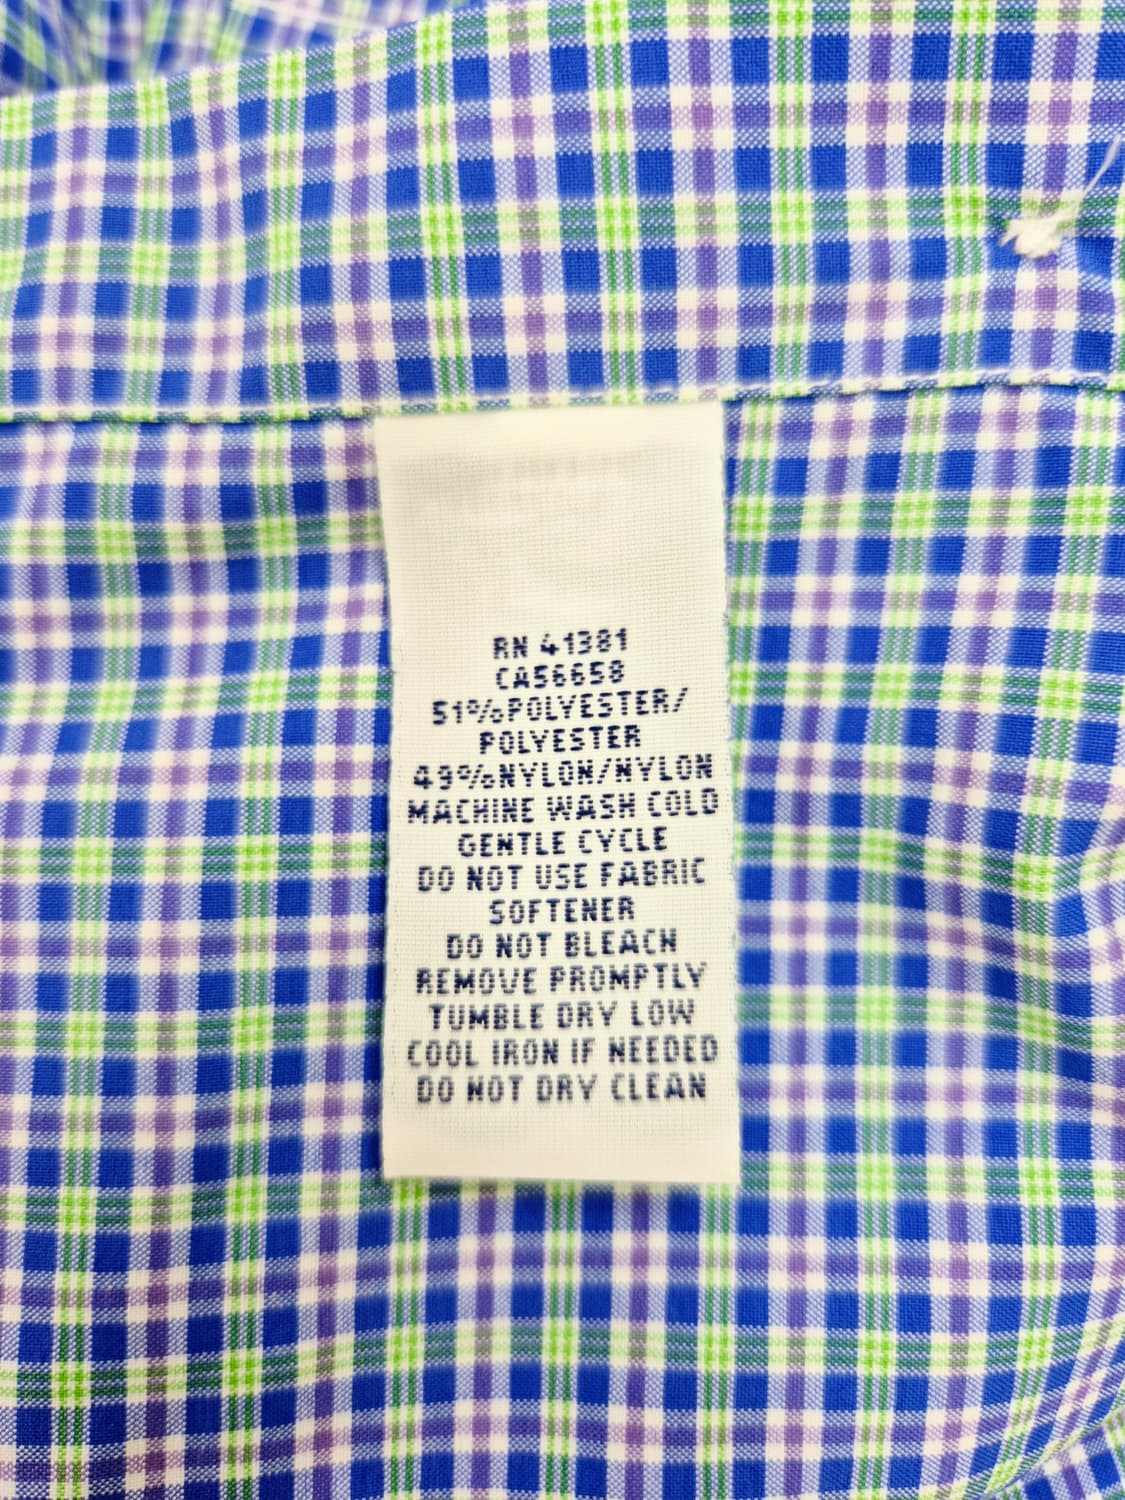 RN 41381
CA56658
51%POLYESTER/
POLYESTER
49%NYLON/NYLON
MACHINE WASH COLD
GENTLE CYCLE
DO NOT USE FABRIC
SOFTENER
DO NOT BLEACH
REMOVE PROMPTLY
TUMBLE DRY LOW
COOL IRON IF NEEDED
DO NOT DRY CLEAN